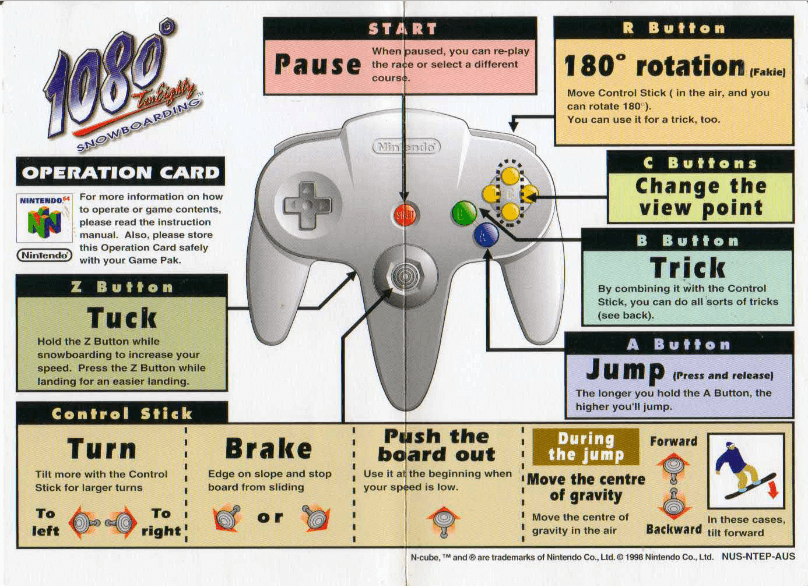 1080°
TenEighty™
SNOWBOARDING
OPERATION CARD
NINTENDO 64
N
Nintendo
For more information on how
to operate or game contents,
please read the instruction
manual. Also, please store
this Operation Card safely
with your Game Pak.
START
Pause
When paused, you can re-play
the race or select a different
course.
R Button
180° rotation (Fakie)
Move Control Stick ( in the air, and you
can rotate 180°).
You can use it for a trick, too.
Nintendo
C
B
A
C Buttons
Change the
view point
B Button
Trick
By combining it with the Control
Stick, you can do all sorts of tricks
(see back).
A Button
Jump (Press and release)
The longer you hold the A Button, the
higher you'll jump.
Z Button
Tuck
Hold the Z Button while
snowboarding to increase your
speed. Press the Z Button while
landing for an easier landing.
Control Stick
Turn
Tilt more with the Control
Stick for larger turns
To
left
To
right
Brake
Edge on slope and stop
board from sliding
or
Push the
board out
Use it at the beginning when
your speed is low.
During
the jump
Move the centre
of gravity
Move the centre of
gravity in the air
Forward
Backward
In these cases,
tilt forward
N-cube, ™ and ® are trademarks of Nintendo Co., Ltd. © 1998 Nintendo Co., Ltd. NUS-NTEP-AUS